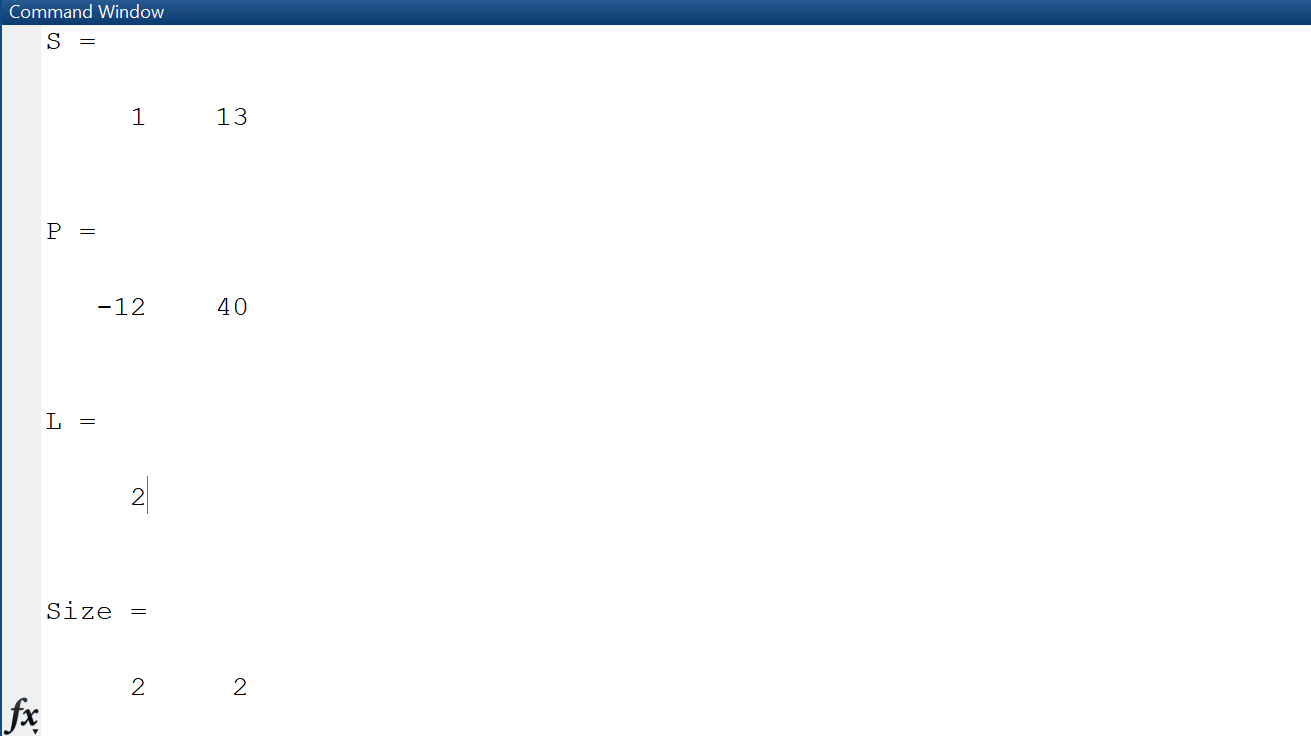 Command Window
S =
1 13
P =
-12 40
L =
2
Size =
2 2
fx